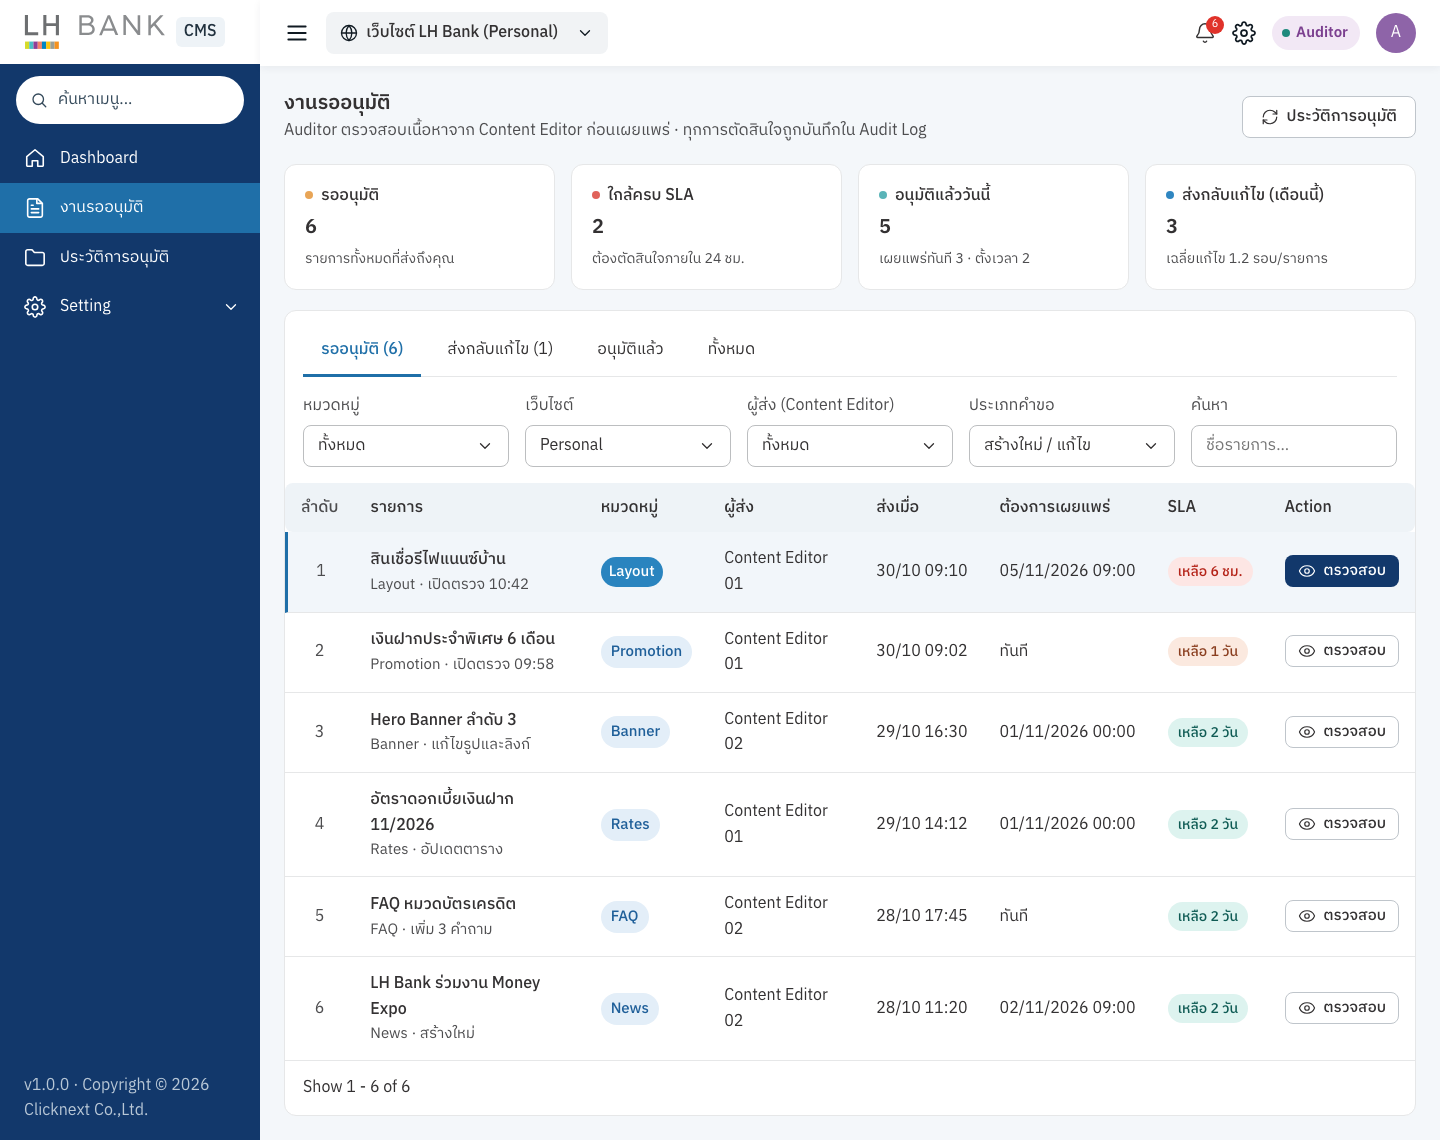 LH BANK CMS
เว็บไซต์ LH Bank (Personal)
6
Auditor
A
ค้นหาเมนู...
Dashboard
งานรออนุมัติ
ประวัติการอนุมัติ
Setting
v1.0.0 · Copyright © 2026
Clicknext Co.,Ltd.
งานรออนุมัติ
Auditor ตรวจสอบเนื้อหาจาก Content Editor ก่อนเผยแพร่ · ทุกการตัดสินใจถูกบันทึกใน Audit Log
ประวัติการอนุมัติ
รออนุมัติ
6
รายการทั้งหมดที่ส่งถึงคุณ
ใกล้ครบ SLA
2
ต้องตัดสินใจภายใน 24 ชม.
อนุมัติแล้ววันนี้
5
เผยแพร่ทันที 3 · ตั้งเวลา 2
ส่งกลับแก้ไข (เดือนนี้)
3
เฉลี่ยแก้ไข 1.2 รอบ/รายการ
รออนุมัติ (6) ส่งกลับแก้ไข (1) อนุมัติแล้ว ทั้งหมด
หมวดหมู่ เว็บไซต์ ผู้ส่ง (Content Editor) ประเภทคำขอ ค้นหา
ทั้งหมด Personal ทั้งหมด สร้างใหม่ / แก้ไข ชื่อรายการ...
ลำดับ รายการ หมวดหมู่ ผู้ส่ง ส่งเมื่อ ต้องการเผยแพร่ SLA Action
1 สินเชื่อรีไฟแนนซ์บ้าน
Layout · เปิดตรวจ 10:42
Layout
Content Editor
01
30/10 09:10 05/11/2026 09:00 เหลือ 6 ชม. ตรวจสอบ
2 เงินฝากประจำพิเศษ 6 เดือน
Promotion · เปิดตรวจ 09:58
Promotion
Content Editor
01
30/10 09:02 ทันที เหลือ 1 วัน ตรวจสอบ
3 Hero Banner ลำดับ 3
Banner · แก้ไขรูปและลิงก์
Banner
Content Editor
02
29/10 16:30 01/11/2026 00:00 เหลือ 2 วัน ตรวจสอบ
4 อัตราดอกเบี้ยเงินฝาก
11/2026
Rates · อัปเดตตาราง
Rates
Content Editor
01
29/10 14:12 01/11/2026 00:00 เหลือ 2 วัน ตรวจสอบ
5 FAQ หมวดบัตรเครดิต
FAQ · เพิ่ม 3 คำถาม
FAQ
Content Editor
02
28/10 17:45 ทันที เหลือ 2 วัน ตรวจสอบ
6 LH Bank ร่วมงาน Money
Expo
News · สร้างใหม่
News
Content Editor
02
28/10 11:20 02/11/2026 09:00 เหลือ 2 วัน ตรวจสอบ
Show 1 - 6 of 6